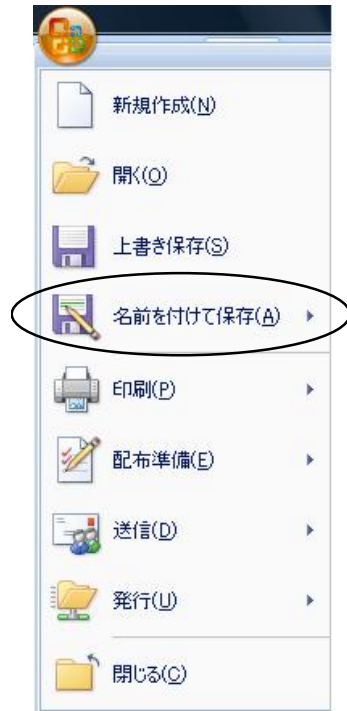 新規作成(N)
開く(O)
上書き保存(S)
名前を付けて保存(A)
印刷(P)
配布準備(E)
送信(D)
発行(U)
閉じる(C)